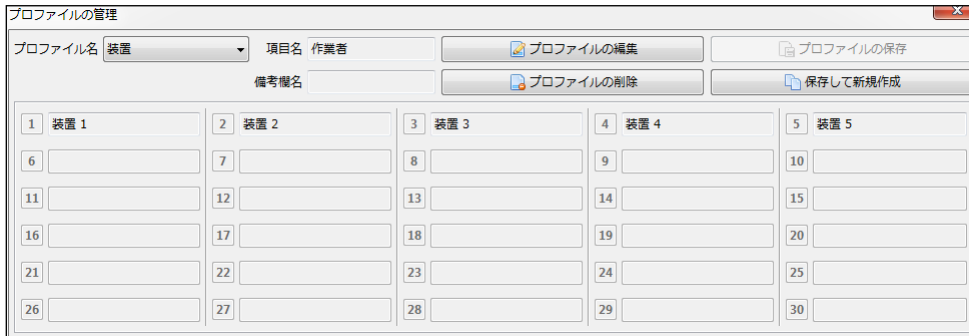 プロファイルの管理
プロファイル名 装置 項目名 作業者 プロファイルの編集 プロファイルの保存
備考欄名 プロファイルの削除 保存して新規作成
1 装置 1 2 装置 2 3 装置 3 4 装置 4 5 装置 5
6 7 8 9 10
11 12 13 14 15
16 17 18 19 20
21 22 23 24 25
26 27 28 29 30